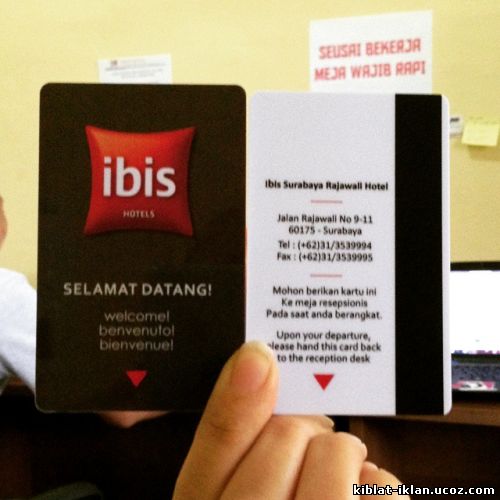 SEUSAI BEKERJA
MEJA WAJIB RAPI
ibis
HOTELS
SELAMAT DATANG!
welcome!
benvenuto!
bienvenue!
Ibis Surabaya Rajawali Hotel
Jalan Rajawali No 9-11
60175 - Surabaya
Tel : (+62)31/3539994
Fax : (+62)31/3539995
Mohon berikan kartu ini
Ke meja resepsionis
Pada saat anda berangkat.
Upon your departure,
please hand this card back
to the reception desk
kiblat-iklan.ucoz.com